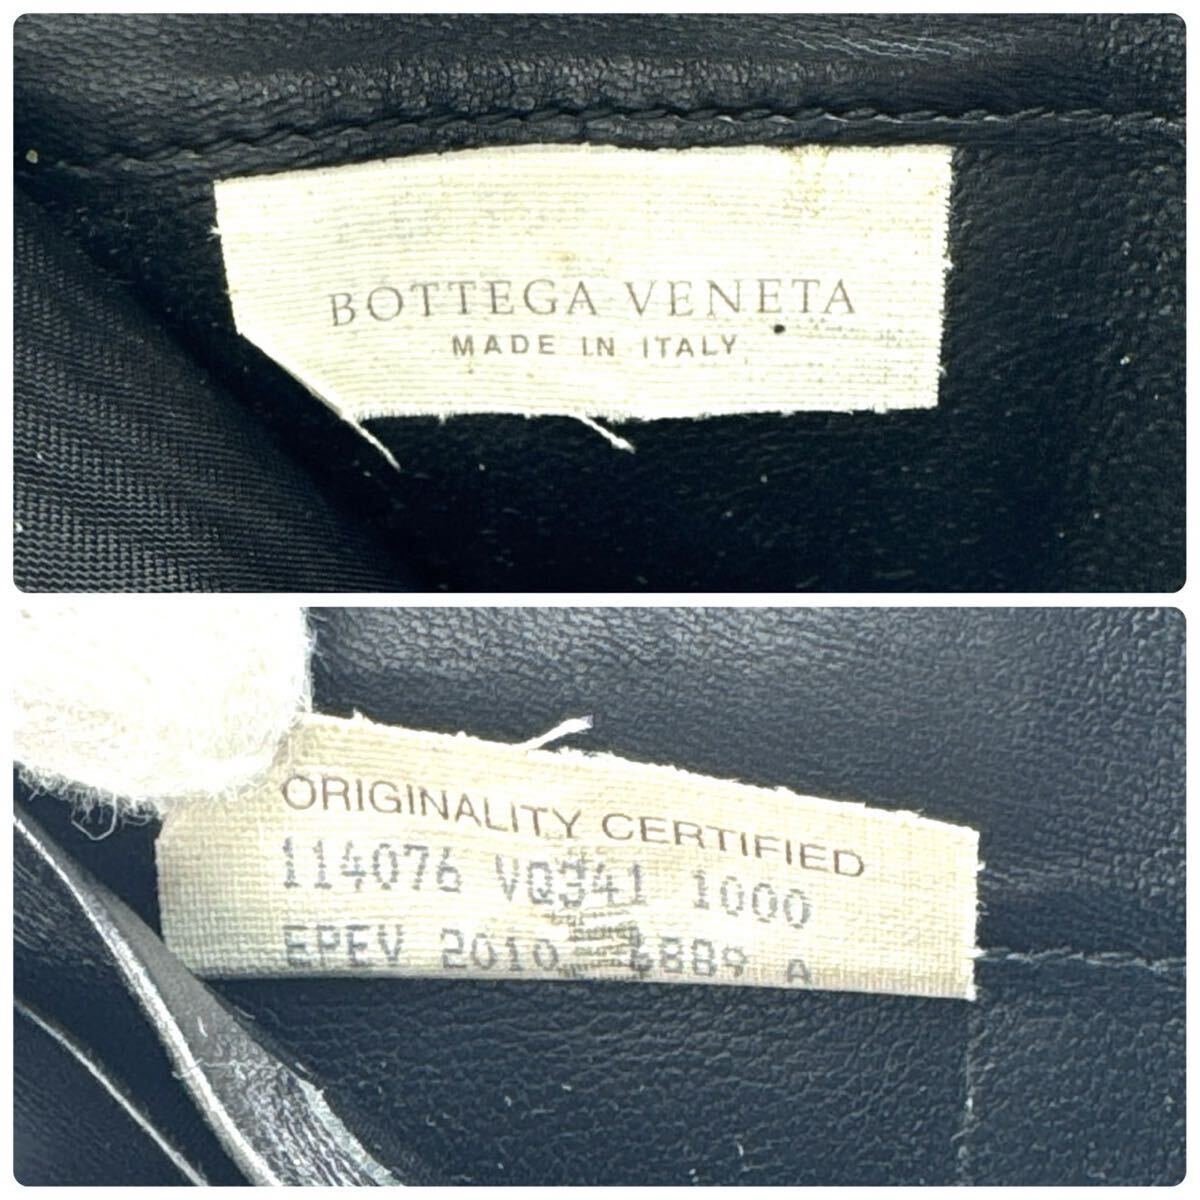 BOTTEGA VENETA
MADE IN ITALY
ORIGINALITY CERTIFIED
114076 VQ341 1000
EPEV 2010 A